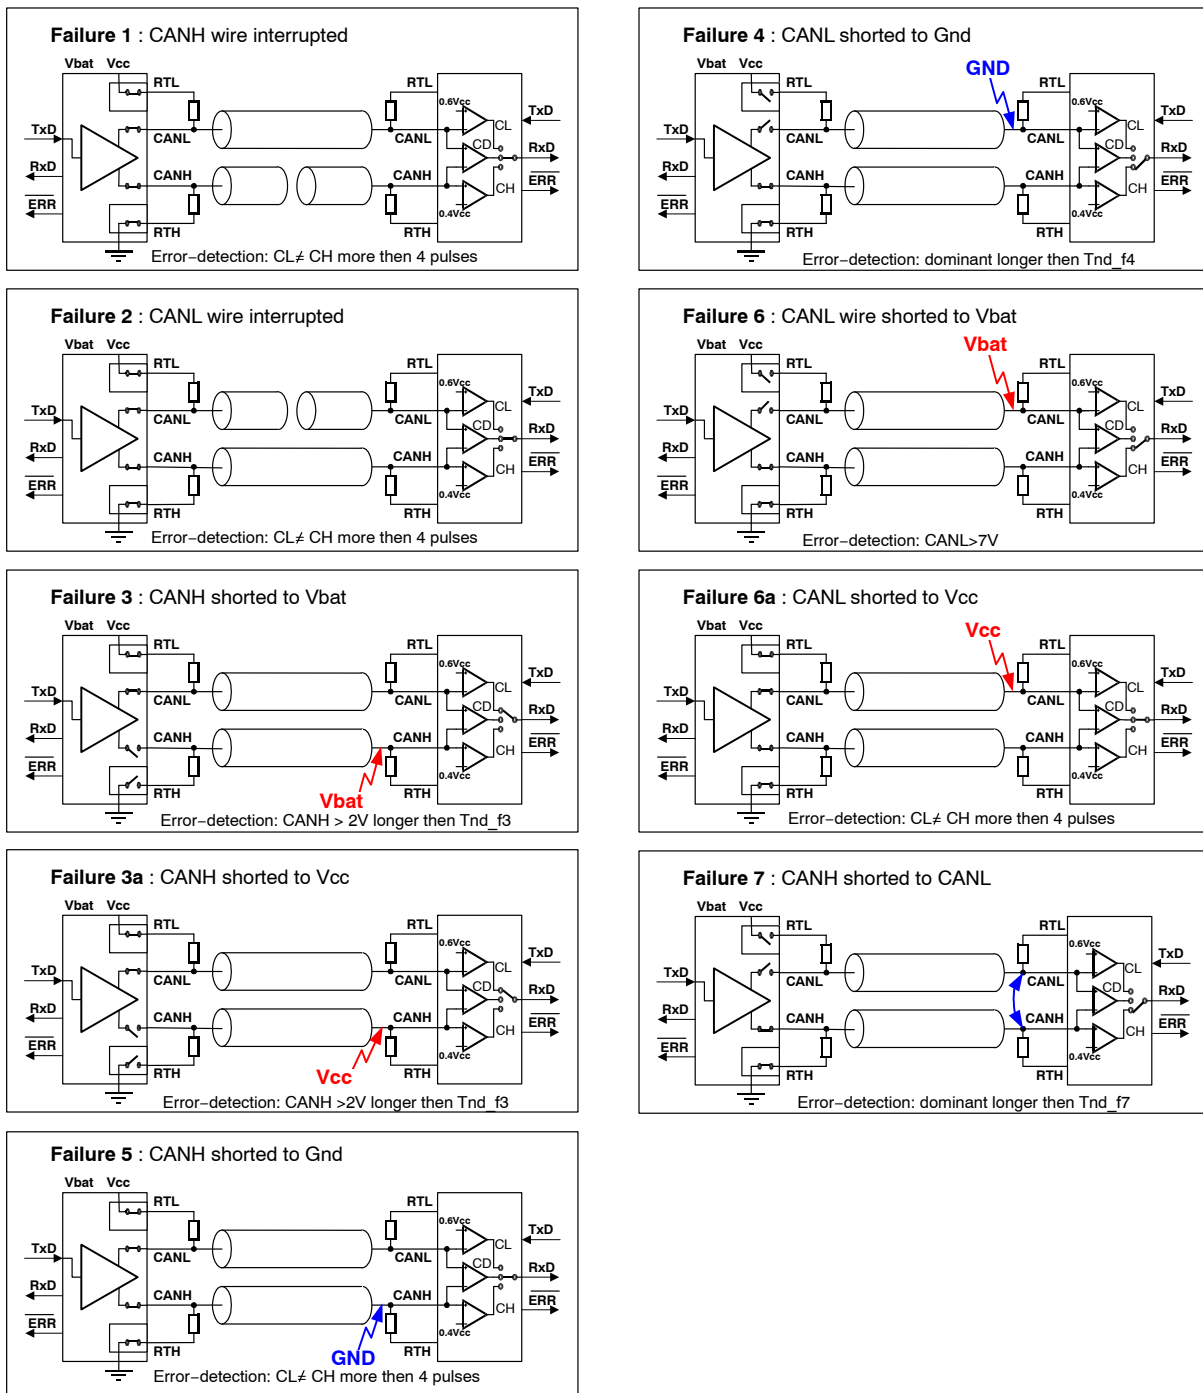 Failure 1 : CANH wire interrupted
Vbat Vcc
RTL RTL
0.6Vcc
TxD CANL CANL CL TxD
CD
RxD CANH CANH RxD
CH
ERR ERR
0.4Vcc
RTH RTH
Error−detection: CL≠ CH more then 4 pulses
Failure 2 : CANL wire interrupted
Vbat Vcc
RTL RTL
0.6Vcc
TxD CANL CANL CL TxD
CD
RxD CANH CANH RxD
CH
ERR ERR
0.4Vcc
RTH RTH
Error−detection: CL≠ CH more then 4 pulses
Failure 3 : CANH shorted to Vbat
Vbat Vcc
RTL RTL
0.6Vcc
TxD CANL CANL CL TxD
CD
RxD CANH CANH RxD
CH
ERR ERR
0.4Vcc
RTH Vbat RTH
Error−detection: CANH > 2V longer then Tnd_f3
Failure 3a : CANH shorted to Vcc
Vbat Vcc
RTL RTL
0.6Vcc
TxD CANL CANL CL TxD
CD
RxD CANH CANH RxD
CH
ERR ERR
0.4Vcc
RTH Vcc RTH
Error−detection: CANH >2V longer then Tnd_f3
Failure 5 : CANH shorted to Gnd
Vbat Vcc
RTL RTL
0.6Vcc
TxD CANL CANL CL TxD
CD
RxD CANH CANH RxD
CH
ERR ERR
0.4Vcc
RTH GND RTH
Error−detection: CL≠ CH more then 4 pulses
Failure 4 : CANL shorted to Gnd
Vbat Vcc GND
RTL RTL
0.6Vcc
TxD CANL CANL CL TxD
CD
RxD CANH CANH RxD
CH
ERR ERR
0.4Vcc
RTH RTH
Error−detection: dominant longer then Tnd_f4
Failure 6 : CANL wire shorted to Vbat
Vbat Vcc Vbat
RTL RTL
0.6Vcc
TxD CANL CANL CL TxD
CD
RxD CANH CANH RxD
CH
ERR ERR
0.4Vcc
RTH RTH
Error−detection: CANL>7V
Failure 6a : CANL shorted to Vcc
Vbat Vcc Vcc
RTL RTL
0.6Vcc
TxD CANL CANL CL TxD
CD
RxD CANH CANH RxD
CH
ERR ERR
0.4Vcc
RTH RTH
Error−detection: CL≠ CH more then 4 pulses
Failure 7 : CANH shorted to CANL
Vbat Vcc
RTL RTL
0.6Vcc
TxD CANL CANL CL TxD
CD
RxD CANH CANH RxD
CH
ERR ERR
0.4Vcc
RTH RTH
Error−detection: dominant longer then Tnd_f7